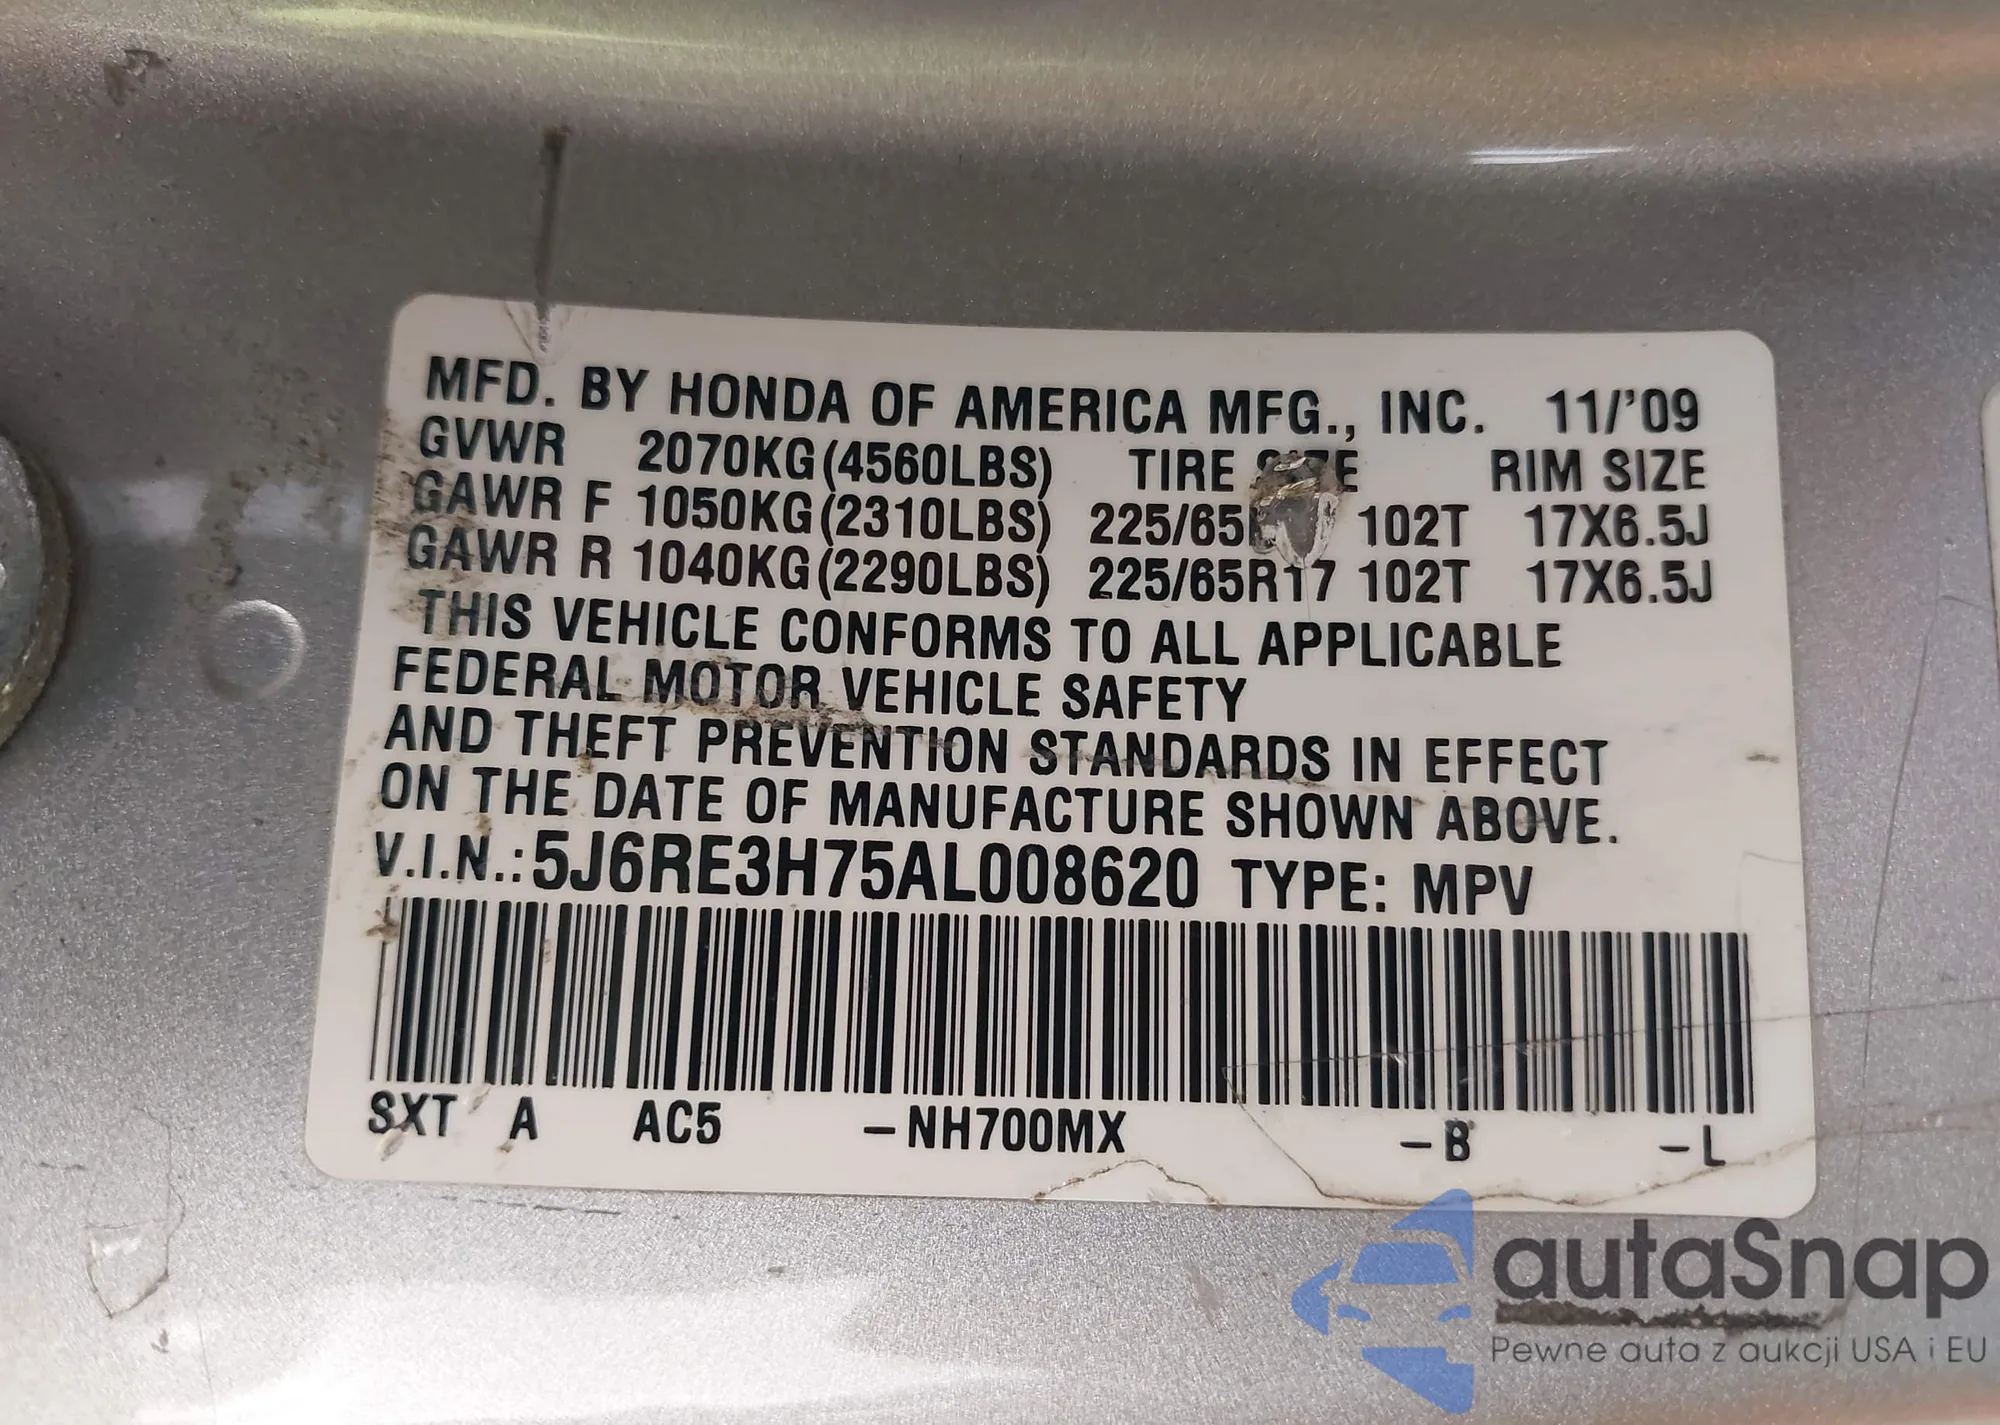 MFD. BY HONDA OF AMERICA MFG., INC. 11/'09
GVWR 2070KG(4560LBS) TIRE RIM SIZE
GAWR F 1050KG(2310LBS) 225/65 102T 17X6.5J
GAWR R 1040KG(2290LBS) 225/65R17 102T 17X6.5J
THIS VEHICLE CONFORMS TO ALL APPLICABLE
FEDERAL MOTOR VEHICLE SAFETY
AND THEFT PREVENTION STANDARDS IN EFFECT
ON THE DATE OF MANUFACTURE SHOWN ABOVE.
V.I.N.: 5J6RE3H75AL008620 TYPE: MPV
SXT A AC5 -NH700MX -B -L
autaSnap
Pewne auta z aukcji USA i EU